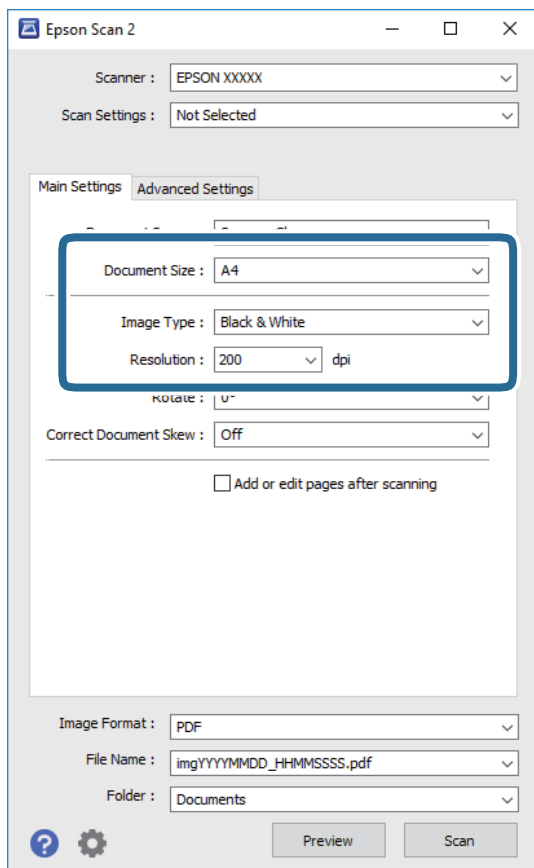 Epson Scan 2
Scanner : EPSON XXXXX
Scan Settings : Not Selected
Main Settings Advanced Settings
Document Size : A4
Image Type : Black & White
Resolution : 200 dpi
Rotate : 0°
Correct Document Skew : Off
Add or edit pages after scanning
Image Format : PDF
File Name : imgYYYYMMDD_HHMMSSSS.pdf
Folder : Documents
? Preview Scan